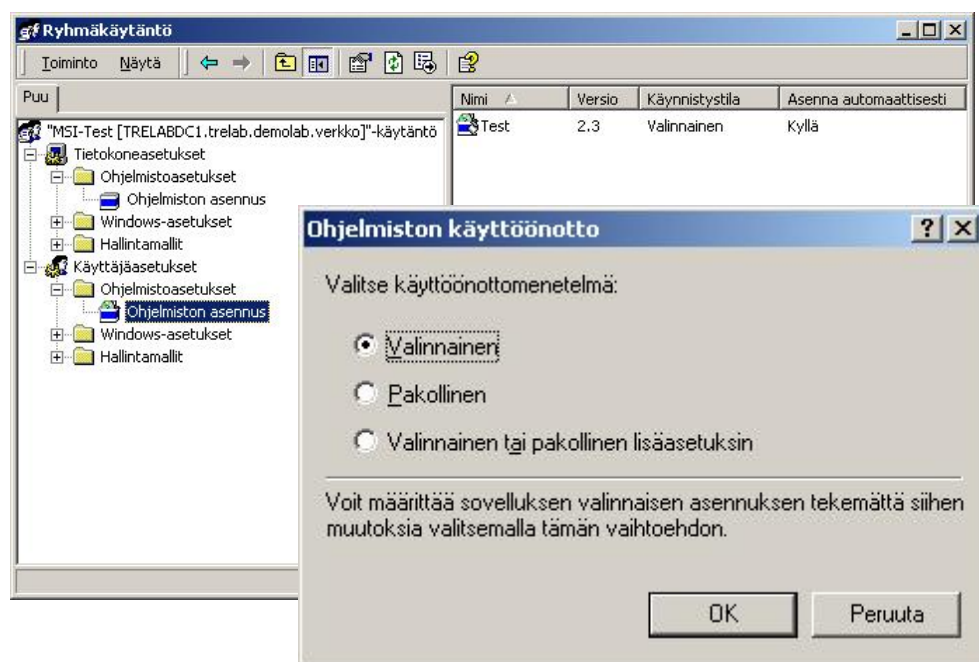 Ryhmäkäytäntö
Toiminto Näytä
Puu
"MSI-Test [TRELABDC1.trelab.demolab.verkko]"-käytäntö
Tietokoneasetukset
Ohjelmistoasetukset
Ohjelmiston asennus
Windows-asetukset
Hallintamallit
Käyttäjäasetukset
Ohjelmistoasetukset
Ohjelmiston asennus
Windows-asetukset
Hallintamallit
Nimi Versio Käynnistystila Asenna automaattisesti
Test 2.3 Valinnainen Kyllä
Ohjelmiston käyttöönotto
Valitse käyttöönottomenetelmä:
Valinnainen
Pakollinen
Valinnainen tai pakollinen lisäasetuksin
Voit määrittää sovelluksen valinnaisen asennuksen tekemättä siihen
muutoksia valitsemalla tämän vaihtoehdon.
OK Peruuta